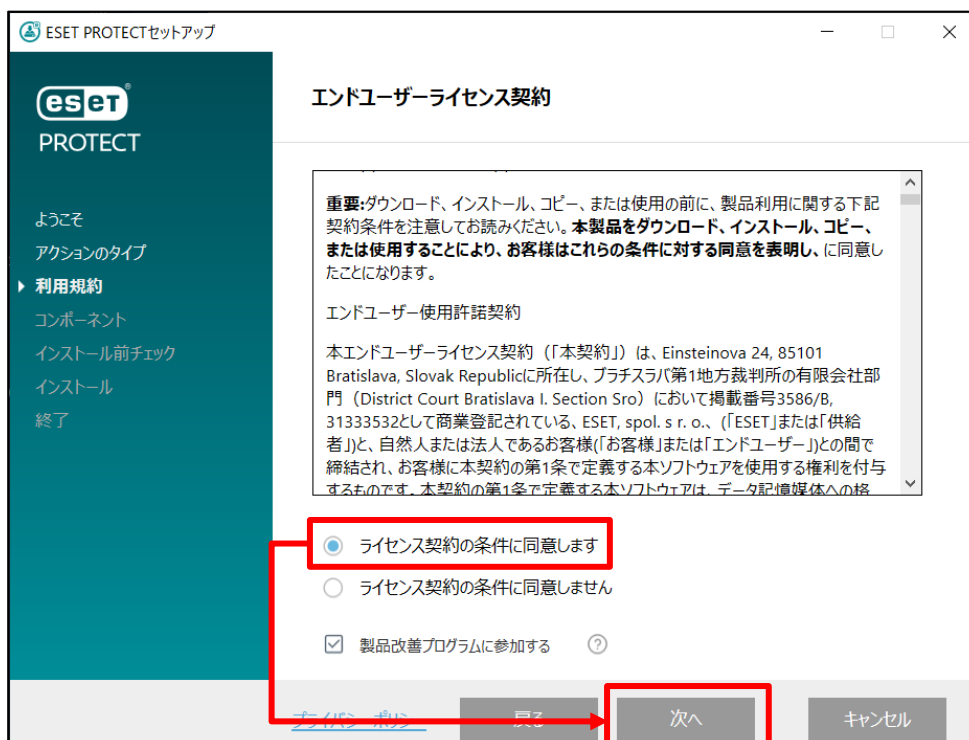 ESET PROTECTセットアップ
eset
PROTECT
ようこそ
アクションのタイプ
利用規約
コンポーネント
インストール前チェック
インストール
終了
エンドユーザーライセンス契約
重要:ダウンロード、インストール、コピー、または使用の前に、製品利用に関する下記
契約条件を注意してお読みください。本製品をダウンロード、インストール、コピー、
または使用することにより、お客様はこれらの条件に対する同意を表明し、に同意し
たことになります。
エンドユーザー使用許諾契約
本エンドユーザーライセンス契約（「本契約」）は、Einsteinova 24, 85101
Bratislava, Slovak Republicに所在し、ブラチスラバ第1地方裁判所の有限会社部
門（District Court Bratislava I. Section Sro）において掲載番号3586/B,
31333532として商業登記されている、ESET, spol. s r. o.、(「ESET」または「供給
者」)と、自然人または法人であるお客様(「お客様」または「エンドユーザー」)との間で
締結され、お客様に本契約の第1条で定義する本ソフトウェアを使用する権利を付与
するものです。本契約の第1条で定義する本ソフトウェアは、データ記憶媒体への格
ライセンス契約の条件に同意します
ライセンス契約の条件に同意しません
製品改善プログラムに参加する
プライバシーポリシー 戻る 次へ キャンセル